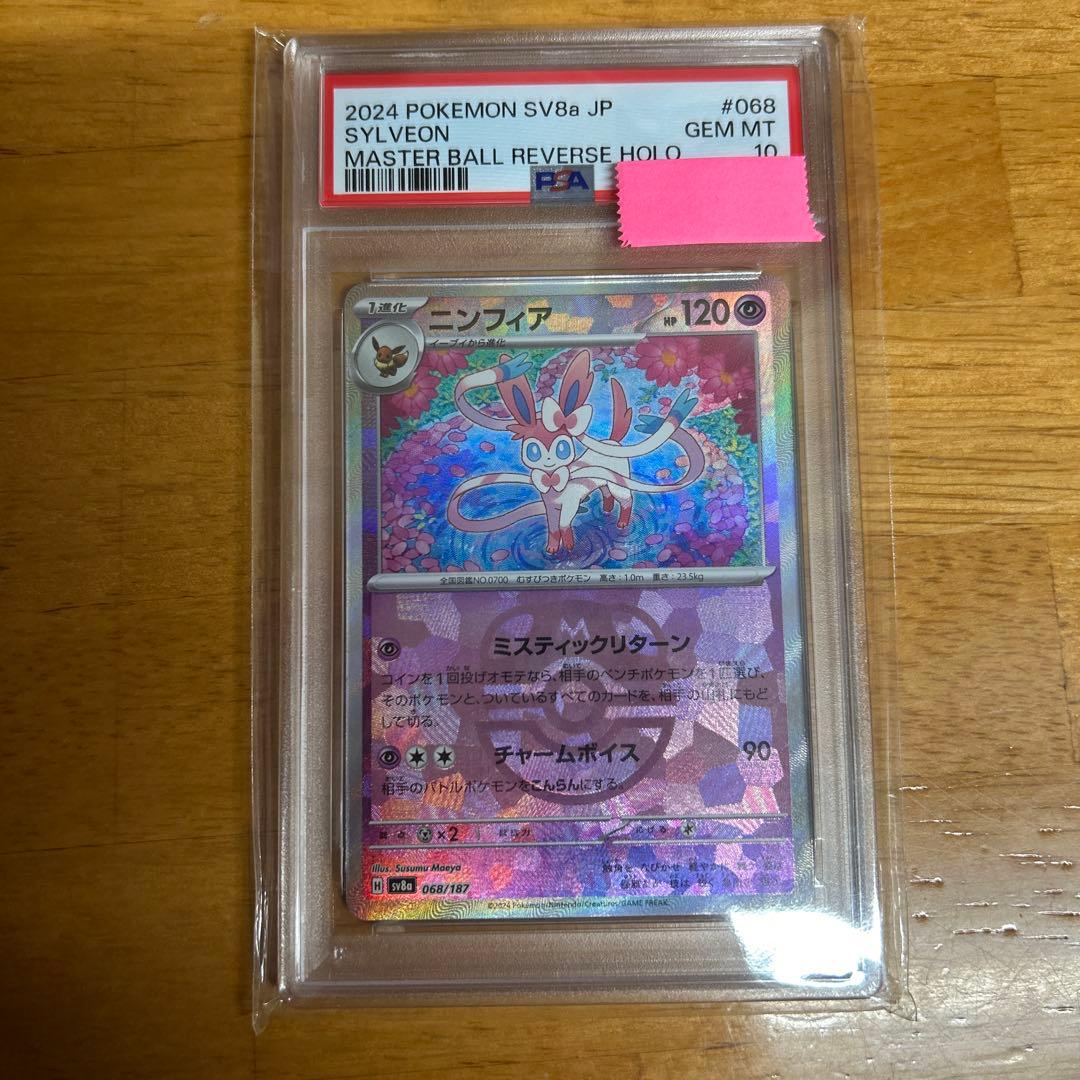 2024 POKEMON SV8a JP #068
SYLVEON GEM MT
MASTER BALL REVERSE HOLO 10
PSA
1進化
ニンフィア
HP 120
イーブイから進化
全国図鑑NO.0700 むすびつきポケモン 高さ：1.0m 重さ：23.5kg
ミスティックリターン
コインを1回投げオモテなら、相手のベンチポケモンを1匹選び、
そのポケモンと、ついているすべてのカードを、相手の山札にもど
して切る。
チャームボイス 90
相手のバトルポケモンをこんらんにする。
×2 抵抗力 にげる
Illus. Susumu Maeya
H sv8a 068/187
©2024 Pokémon/Nintendo/Creatures/GAME FREAK.